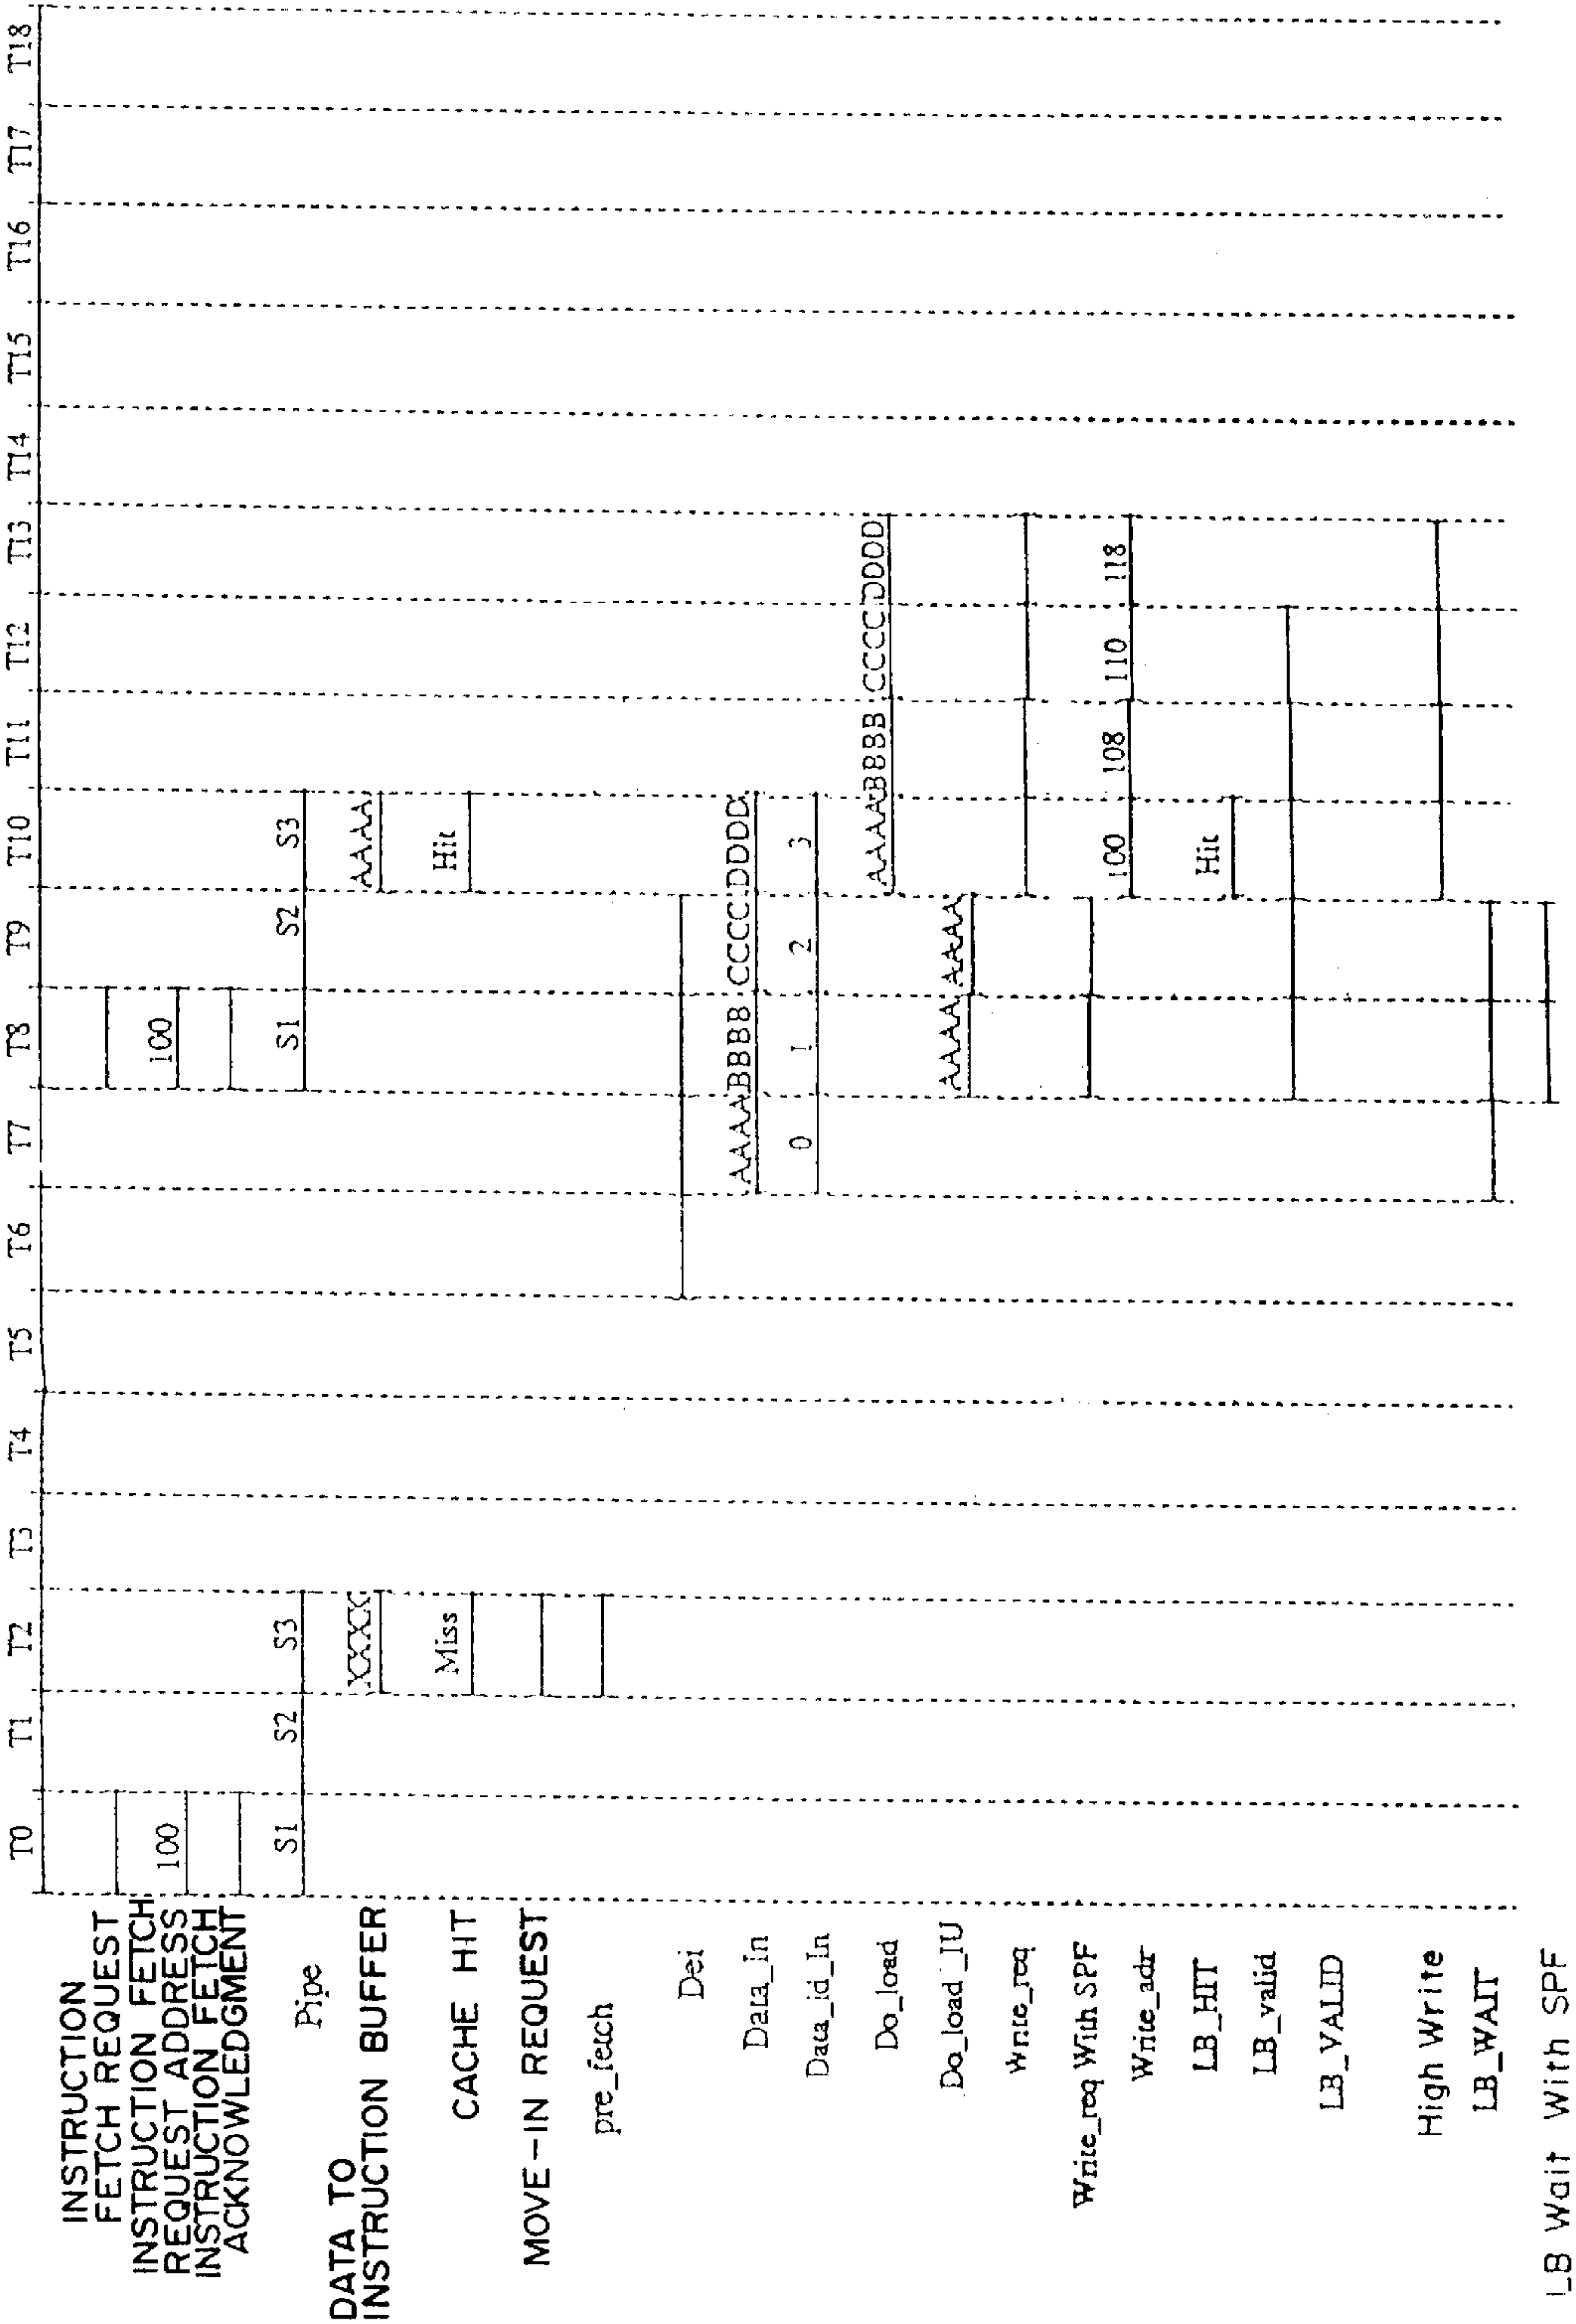 T0 T1 T2 T3 T4 T5 T6 T7 T8 T9 T10 T11 T12 T13 T14 T15 T16 T17 T18
INSTRUCTION
FETCH REQUEST
INSTRUCTION FETCH
REQUEST ADDRESS 100 100
INSTRUCTION FETCH
ACKNOWLEDGMENT
Pipe S1 S2 S3 S1 S2 S3
DATA TO
INSTRUCTION BUFFER XXXX AAAA
CACHE HIT Miss Hit
MOVE-IN REQUEST
pre_fetch
Dei
Data_In AAAA BBBB CCCC DDDD
Data_id_In 0 1 2 3
Do_load AAAA BBBB CCCC DDDD
Do_load_IU AAAA AAAA
Write_req
Write_req With SPF
Write_adr 100 108 110 118
LB_HIT Hit
LB_valid
LB_VALID
High Write
LB_WAIT
LB Wait With SPF